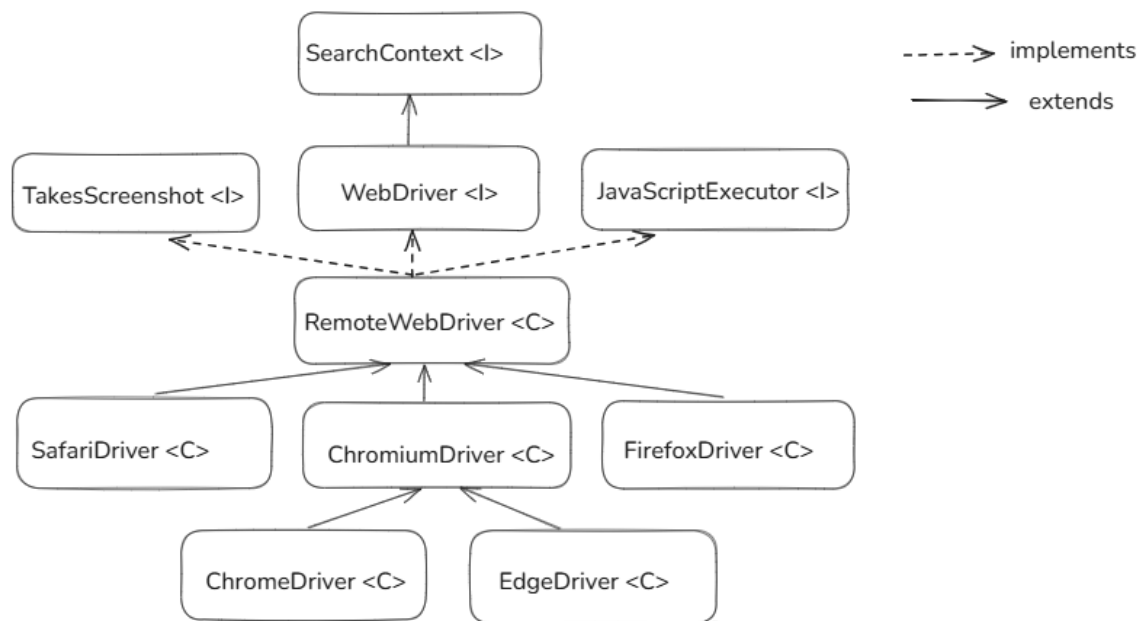 SearchContext <I>
implements
extends
TakesScreenshot <I>
WebDriver <I>
JavaScriptExecutor <I>
RemoteWebDriver <C>
SafariDriver <C>
ChromiumDriver <C>
FirefoxDriver <C>
ChromeDriver <C>
EdgeDriver <C>